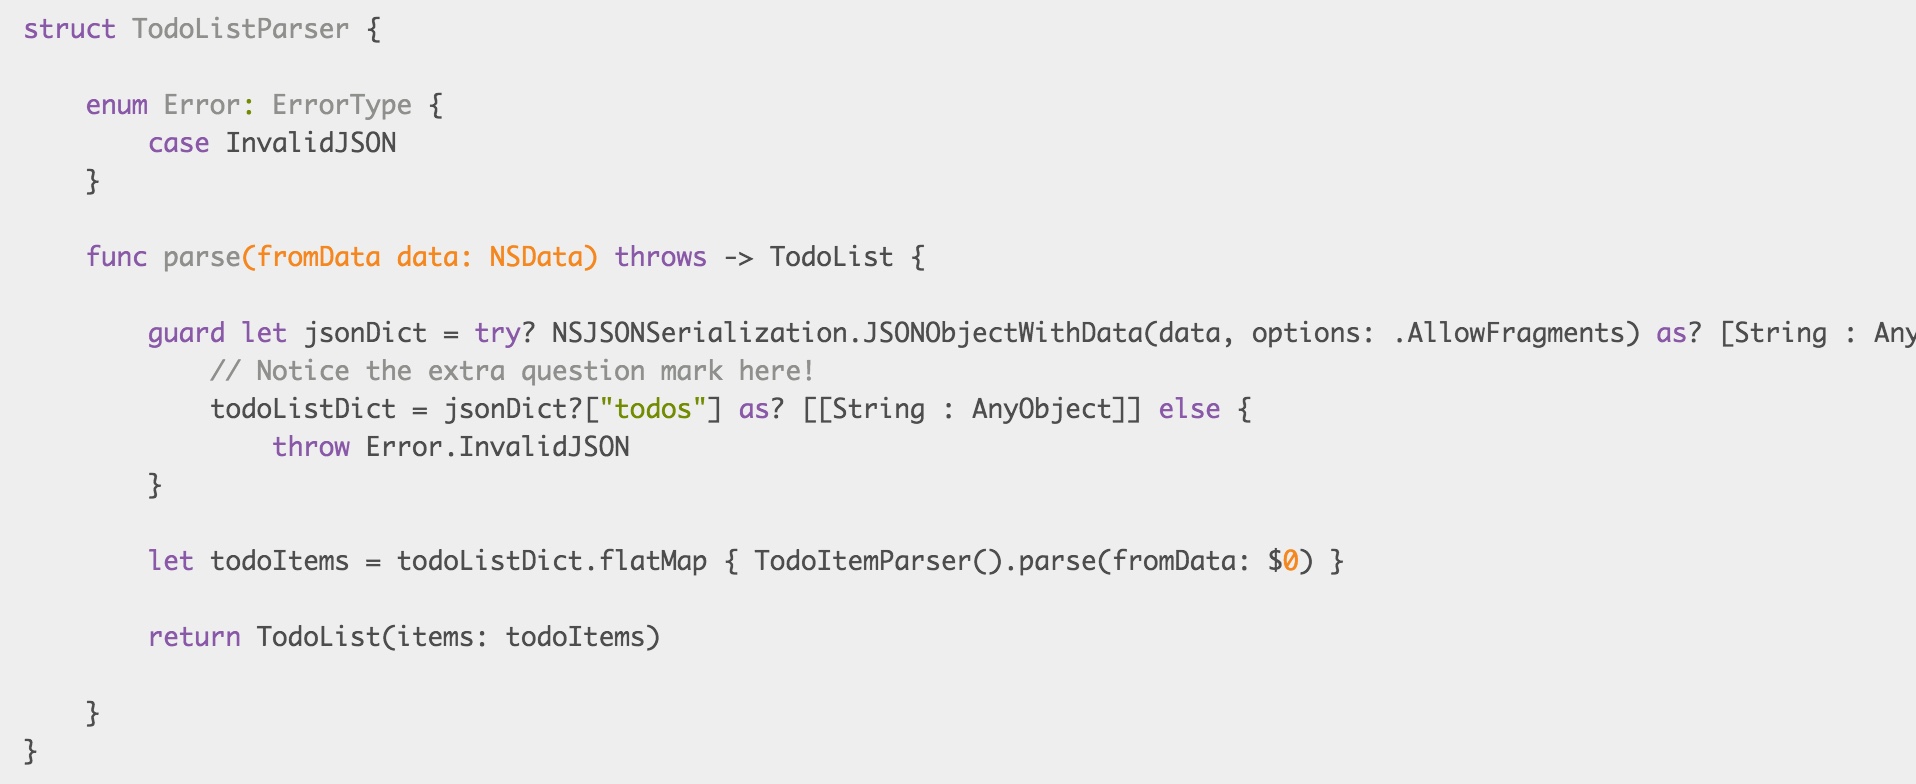 struct TodoListParser {
enum Error: ErrorType {
case InvalidJSON
}
func parse(fromData data: NSData) throws -> TodoList {
guard let jsonDict = try? NSJSONSerialization.JSONObjectWithData(data, options: .AllowFragments) as? [String : Any
// Notice the extra question mark here!
todoListDict = jsonDict?["todos"] as? [[String : AnyObject]] else {
throw Error.InvalidJSON
}
let todoItems = todoListDict.flatMap { TodoItemParser().parse(fromData: $0) }
return TodoList(items: todoItems)
}
}